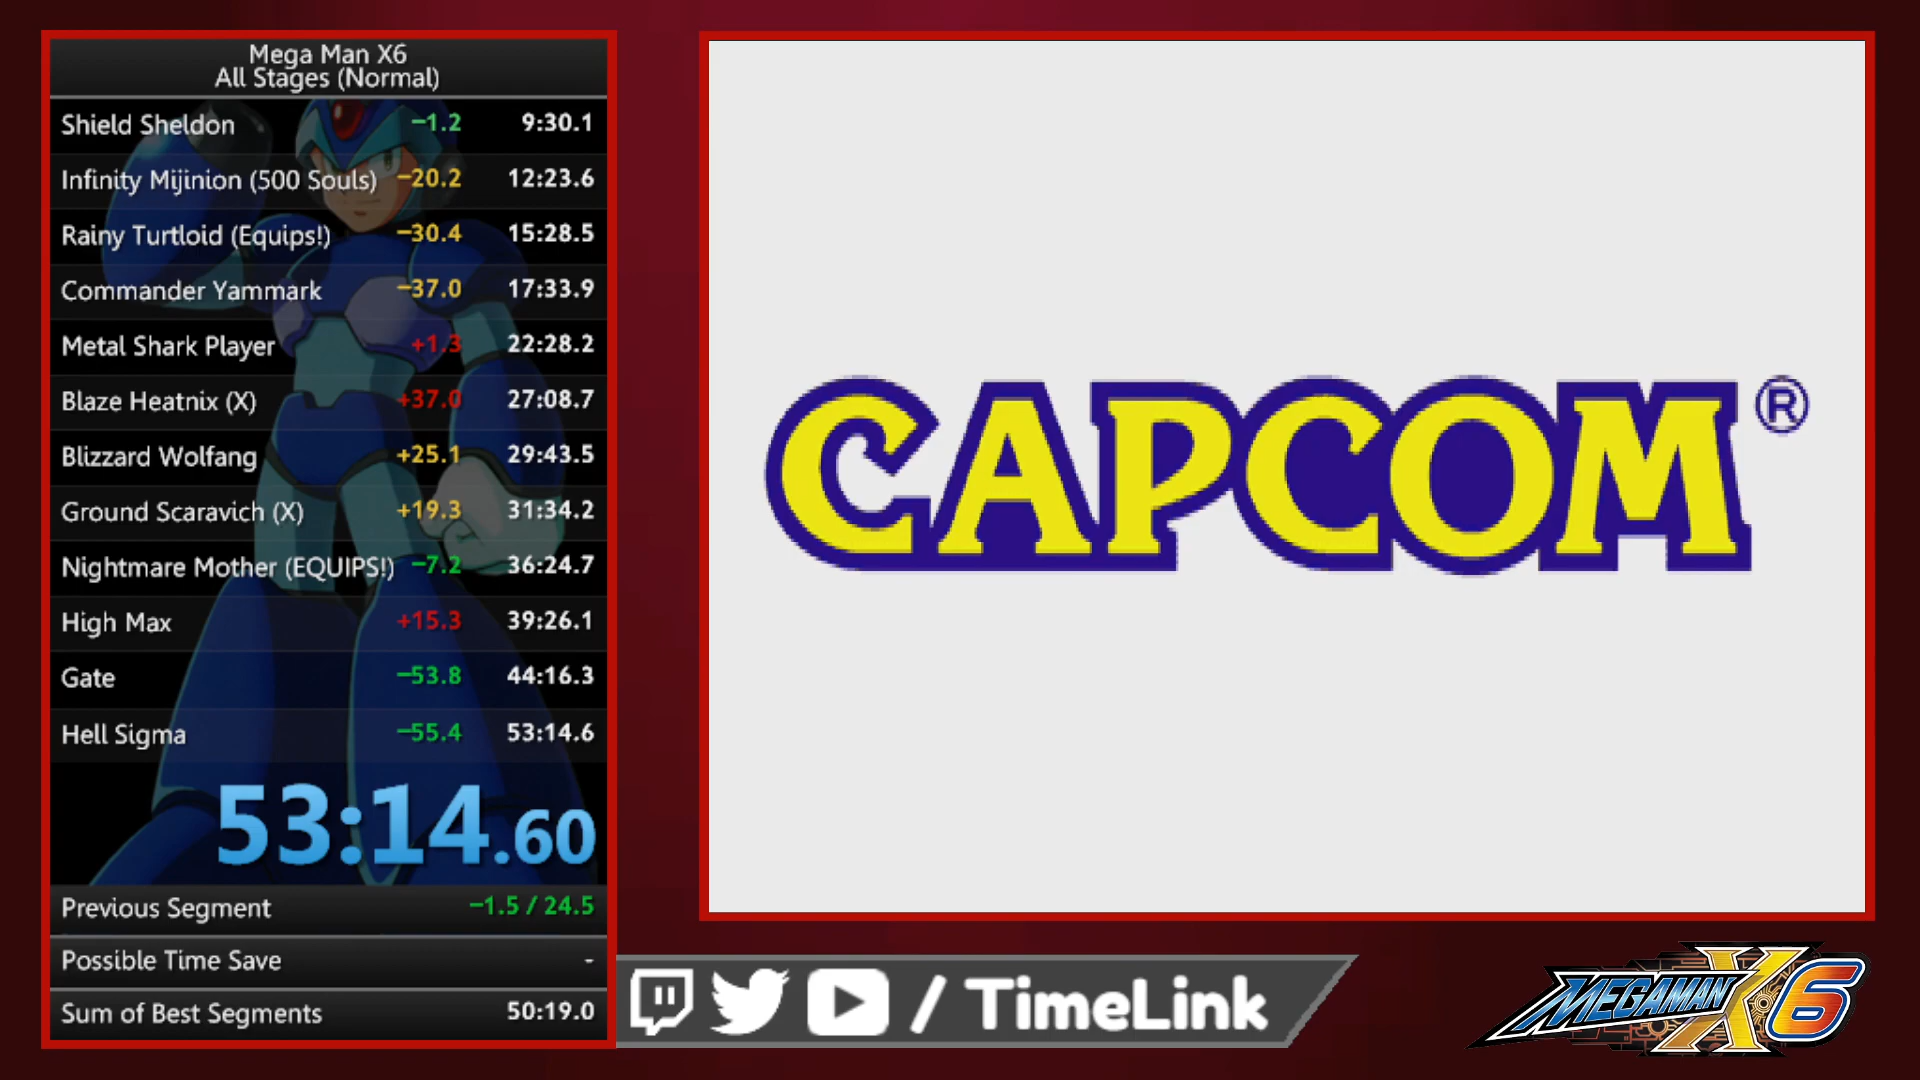 Mega Man X6
All Stages (Normal)
Shield Sheldon −1.2 9:30.1
Infinity Mijinion (500 Souls) −20.2 12:23.6
Rainy Turtloid (Equips!) −30.4 15:28.5
Commander Yammark −37.0 17:33.9
Metal Shark Player +1.3 22:28.2
Blaze Heatnix (X) +37.0 27:08.7
Blizzard Wolfang +25.1 29:43.5
Ground Scaravich (X) +19.3 31:34.2
Nightmare Mother (EQUIPS!) −7.2 36:24.7
High Max +15.3 39:26.1
Gate −53.8 44:16.3
Hell Sigma −55.4 53:14.6
53:14.60
Previous Segment −1.5 / 24.5
Possible Time Save -
Sum of Best Segments 50:19.0
CAPCOM®
/ TimeLink
MEGAMAN X6